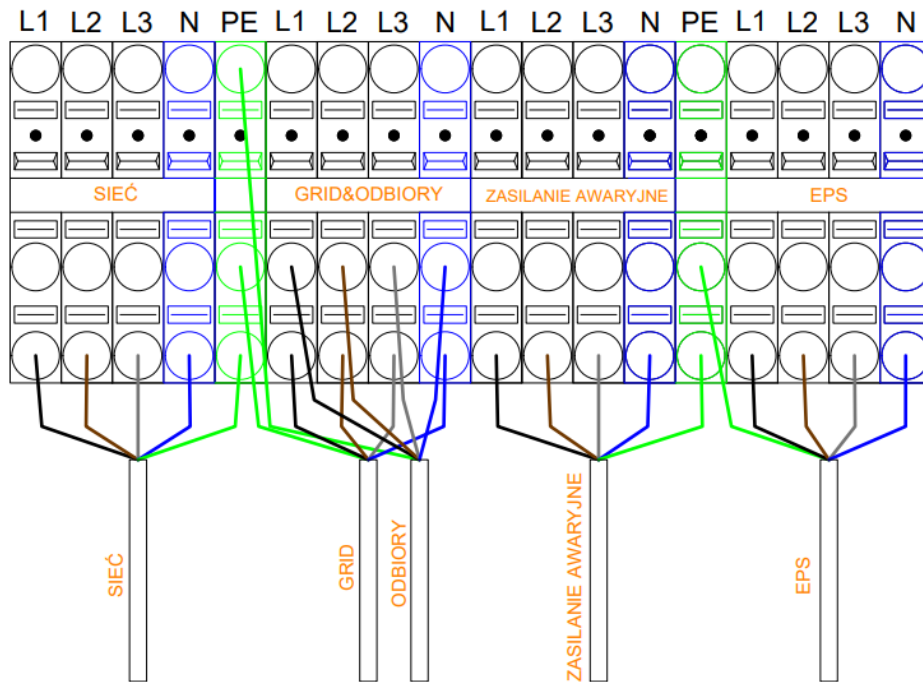 L1 L2 L3 N PE L1 L2 L3 N L1 L2 L3 N PE L1 L2 L3 N
SIEĆ GRID&ODBIORY ZASILANIE AWARYJNE EPS
SIEĆ
GRID
ODBIORY
ZASILANIE AWARYJNE
EPS